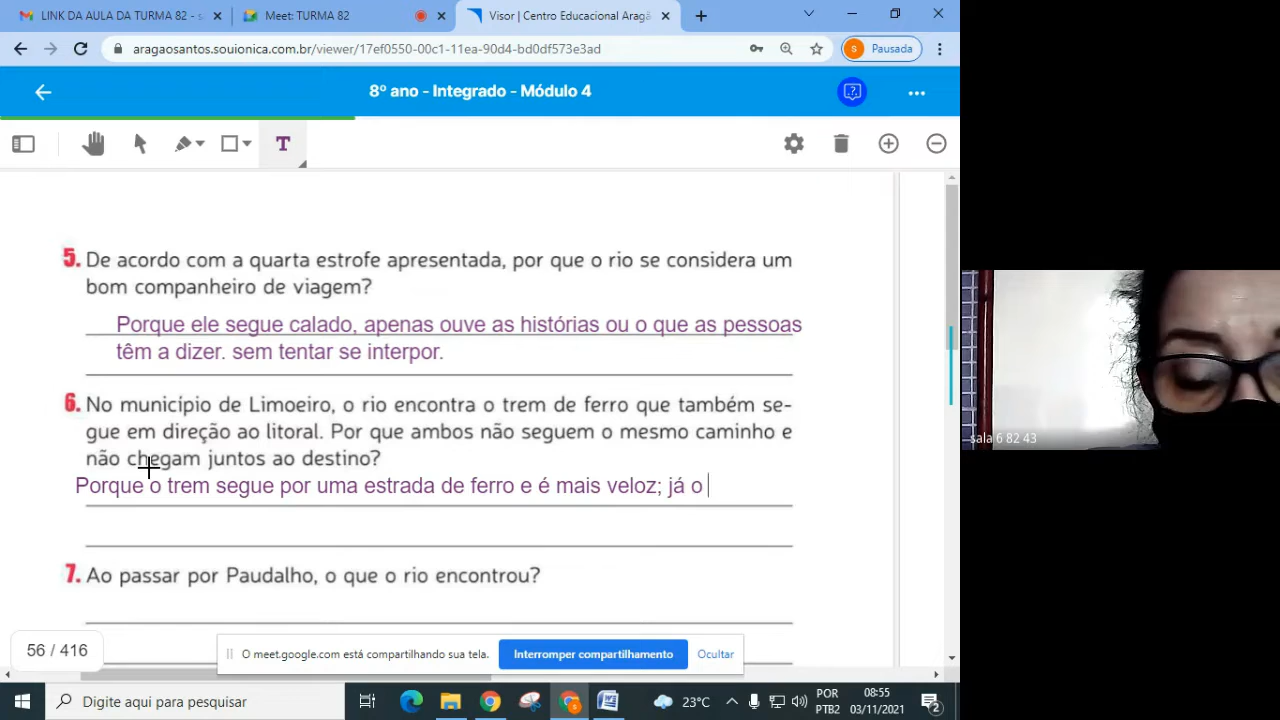 LINK DA AULA DA TURMA 82 - s
Meet: TURMA 82
Visor | Centro Educacional Aragã
aragaosantos.souionica.com.br/viewer/17ef0550-00c1-11ea-90d4-bd0df573e3ad
S
Pausada
8º ano - Integrado - Módulo 4
T
5. De acordo com a quarta estrofe apresentada, por que o rio se considera um
bom companheiro de viagem?
Porque ele segue calado, apenas ouve as histórias ou o que as pessoas
têm a dizer. sem tentar se interpor.
6. No município de Limoeiro, o rio encontra o trem de ferro que também se-
gue em direção ao litoral. Por que ambos não seguem o mesmo caminho e
não chegam juntos ao destino?
Porque o trem segue por uma estrada de ferro e é mais veloz; já o
7. Ao passar por Paudalho, o que o rio encontrou?
56 / 416
O meet.google.com está compartilhando sua tela.
Interromper compartilhamento
Ocultar
sala 6 82 43
Digite aqui para pesquisar
23°C
POR
PTB2
08:55
03/11/2021
2